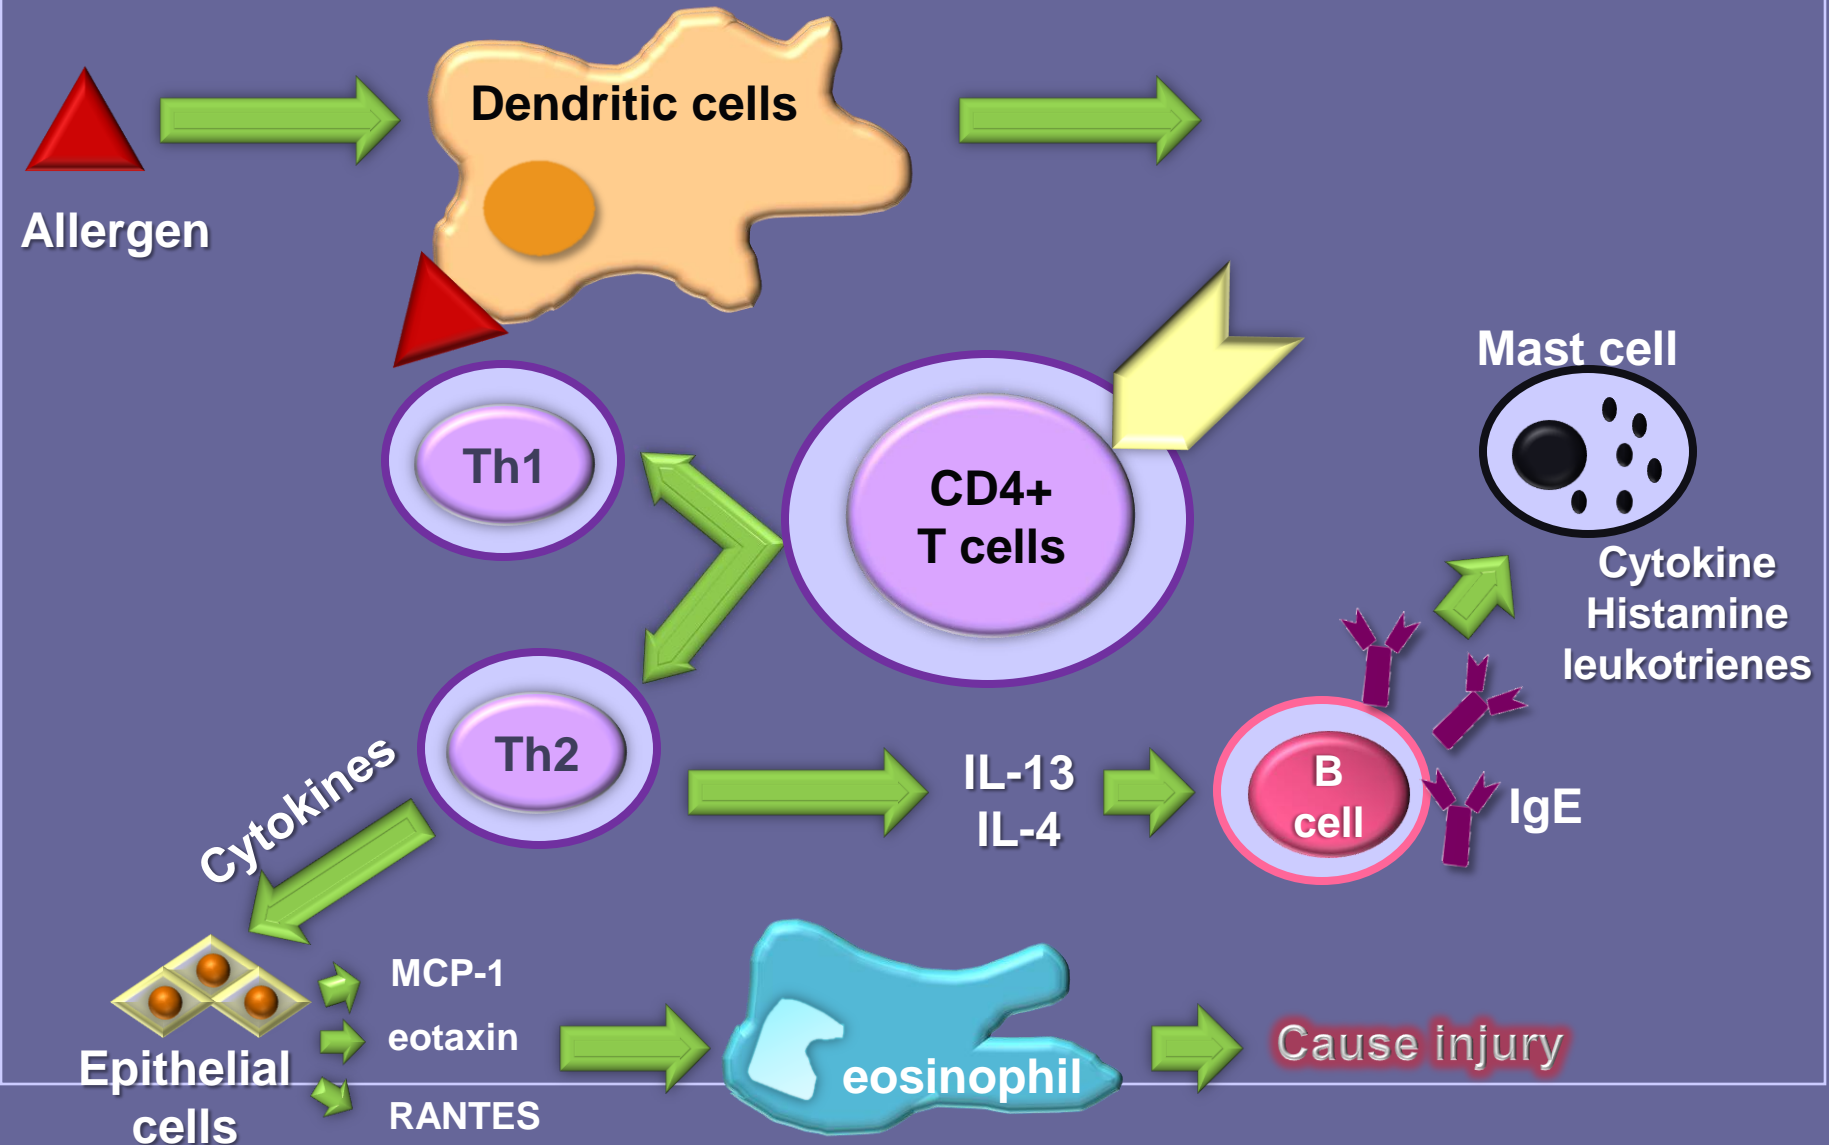 Dendritic cells
Allergen
Mast cell
Th1
CD4+
T cells
Cytokine
Histamine
leukotrienes
Th2
Cytokines
IL-13
IL-4
B
cell
IgE
MCP-1
eotaxin
RANTES
Epithelial
cells
eosinophil
Cause injury